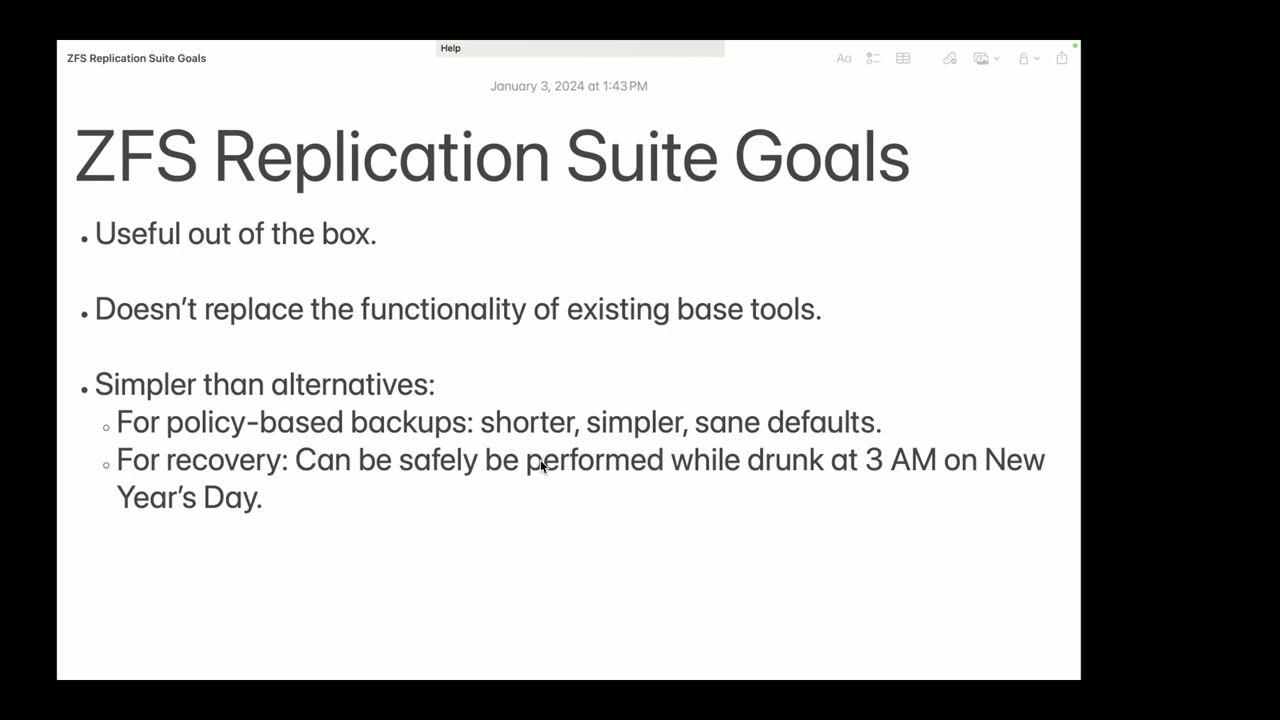 Help
ZFS Replication Suite Goals
Aa
January 3, 2024 at 1:43 PM
ZFS Replication Suite Goals
• Useful out of the box.
• Doesn't replace the functionality of existing base tools.
• Simpler than alternatives:
○ For policy-based backups: shorter, simpler, sane defaults.
○ For recovery: Can be safely be performed while drunk at 3 AM on New
Year's Day.